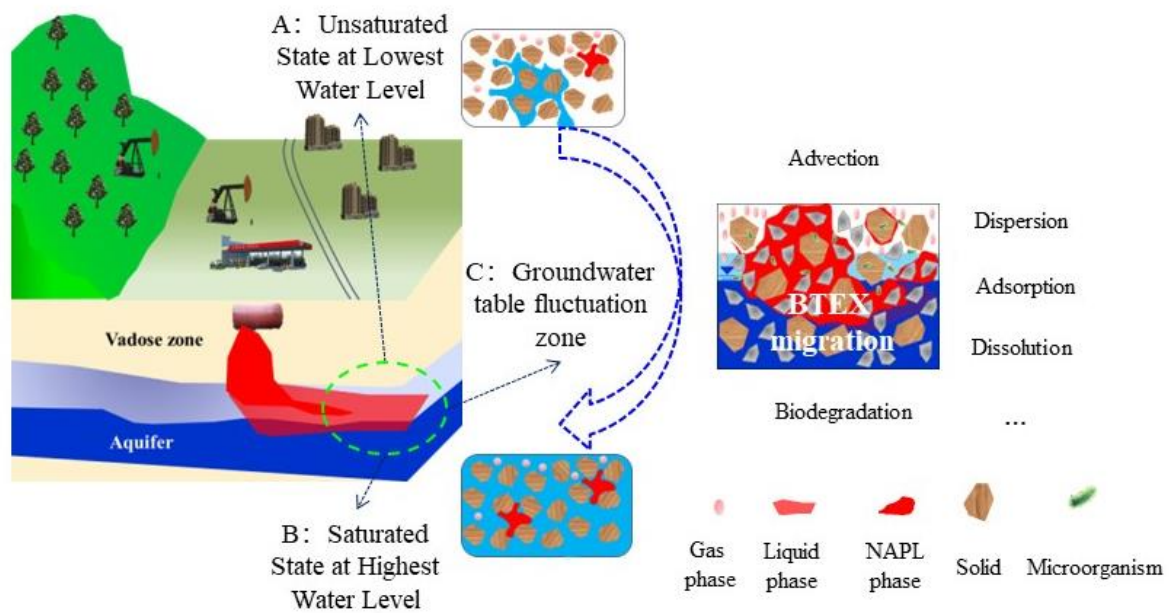 A: Unsaturated
State at Lowest
Water Level
Advection
Dispersion
C: Groundwater
table fluctuation
zone
Adsorption
BTEX
migration
Dissolution
Vadose zone
Aquifer
Biodegradation
...
B: Saturated
State at Highest
Water Level
Gas
phase
Liquid
phase
NAPL
phase
Solid
Microorganism